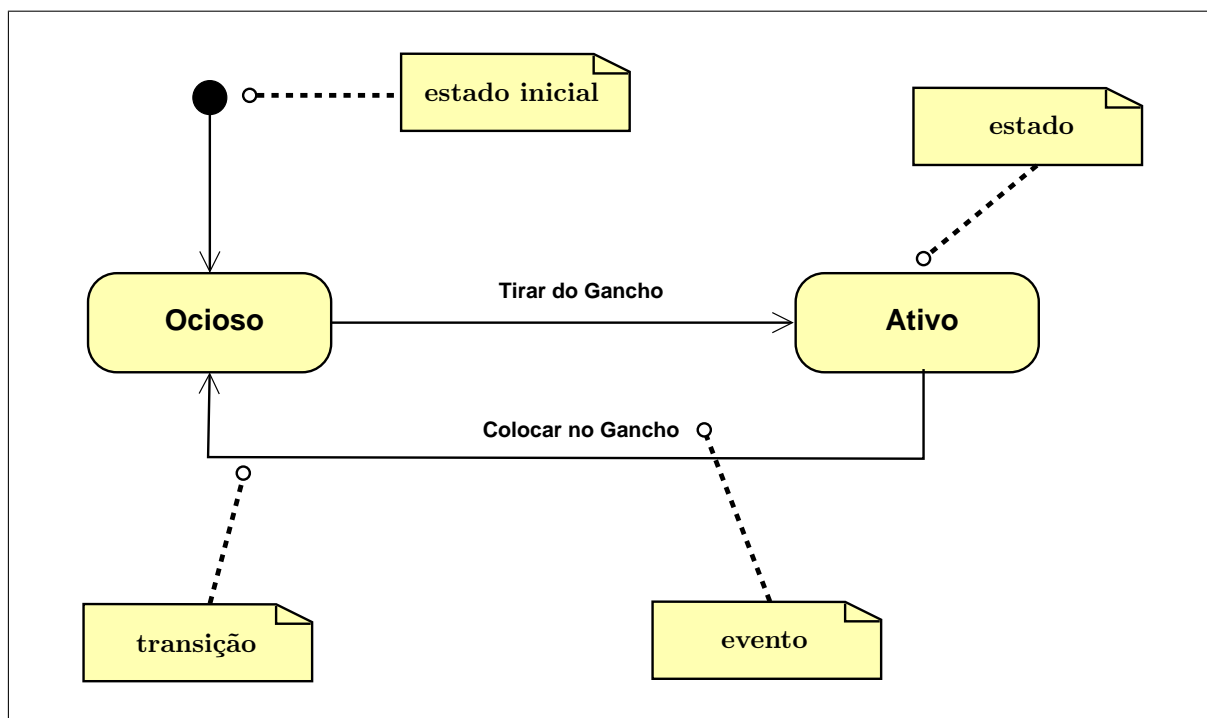 estado inicial
estado
Tirar do Gancho
Ocioso
Ativo
Colocar no Gancho
transição
evento